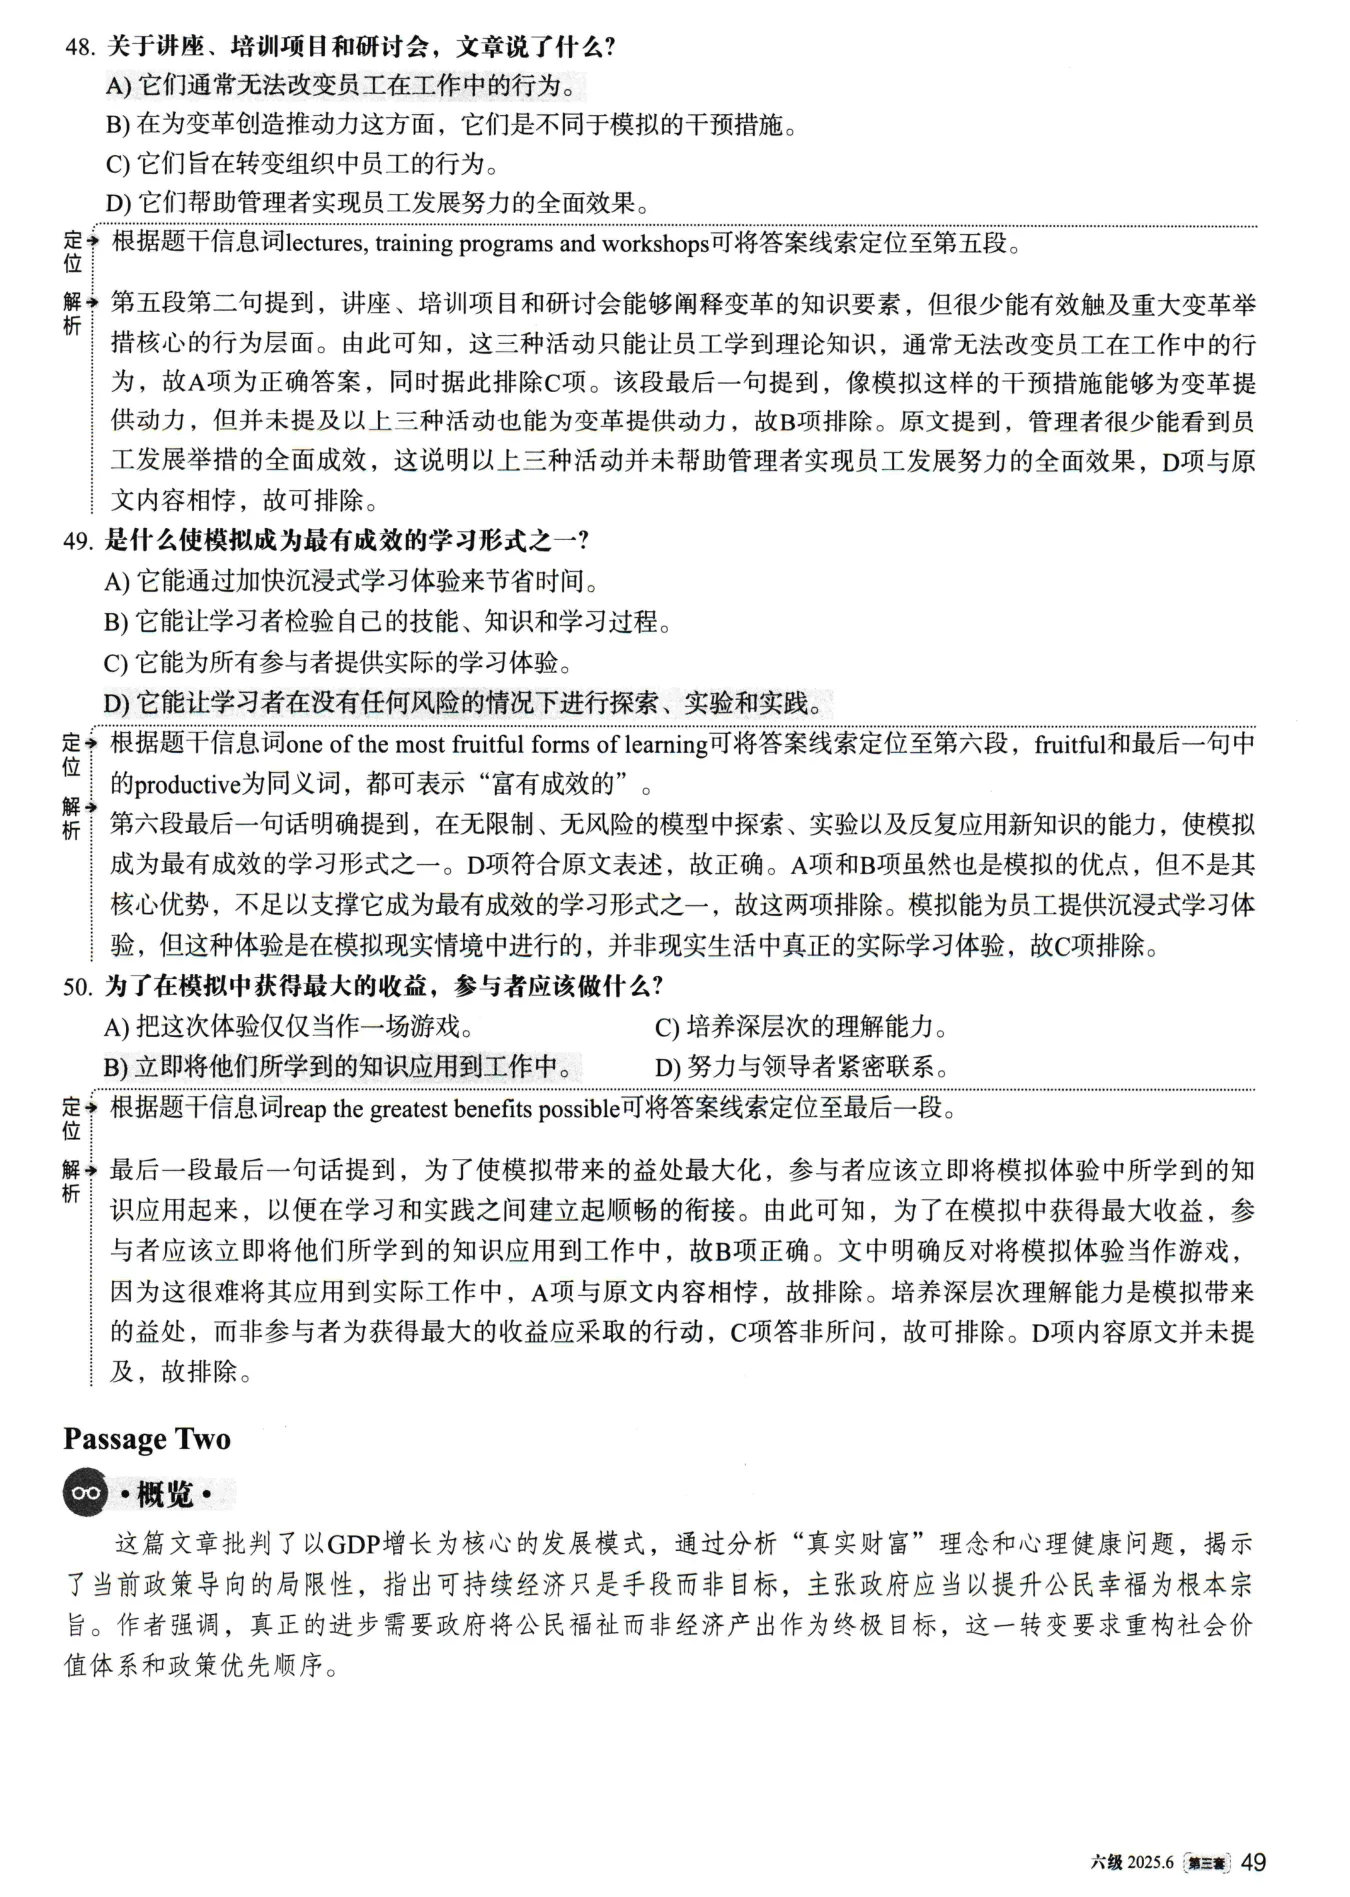 48. 关于讲座、培训项目和研讨会，文章说了什么？
A) 它们通常无法改变员工在工作中的行为。
B) 在为变革创造推动力这方面，它们是不同于模拟的干预措施。
C) 它们旨在转变组织中员工的行为。
D) 它们帮助管理者实现员工发展努力的全面效果。
定位 根据题干信息词lectures, training programs and workshops可将答案线索定位至第五段。
解析 第五段第二句提到，讲座、培训项目和研讨会能够阐释变革的知识要素，但很少能有效触及重大变革举
措核心的行为层面。由此可知，这三种活动只能让员工学到理论知识，通常无法改变员工在工作中的行
为，故A项为正确答案，同时据此排除C项。该段最后一句提到，像模拟这样的干预措施能够为变革提
供动力，但并未提及以上三种活动也能为变革提供动力，故B项排除。原文提到，管理者很少能看到员
工发展举措的全面成效，这说明以上三种活动并未帮助管理者实现员工发展努力的全面效果，D项与原
文内容相悖，故可排除。
49. 是什么使模拟成为最有成效的学习形式之一？
A) 它能通过加快沉浸式学习体验来节省时间。
B) 它能让学习者检验自己的技能、知识和学习过程。
C) 它能为所有参与者提供实际的学习体验。
D) 它能让学习者在没有任何风险的情况下进行探索、实验和实践。
定位 根据题干信息词one of the most fruitful forms of learning可将答案线索定位至第六段，fruitful和最后一句中
的productive为同义词，都可表示“富有成效的”。
解析 第六段最后一句话明确提到，在无限制、无风险的模型中探索、实验以及反复应用新知识的能力，使模拟
成为最有成效的学习形式之一。D项符合原文表述，故正确。A项和B项虽然也是模拟的优点，但不是其
核心优势，不足以支撑它成为最有成效的学习形式之一，故这两项排除。模拟能为员工提供沉浸式学习体
验，但这种体验是在模拟现实情境中进行的，并非现实生活中真正的实际学习体验，故C项排除。
50. 为了在模拟中获得最大的收益，参与者应该做什么？
A) 把这次体验仅仅当作一场游戏。 C) 培养深层次的理解能力。
B) 立即将他们所学到的知识应用到工作中。 D) 努力与领导者紧密联系。
定位 根据题干信息词reap the greatest benefits possible可将答案线索定位至最后一段。
解析 最后一段最后一句话提到，为了使模拟带来的益处最大化，参与者应该立即将模拟体验中所学到的知
识应用起来，以便在学习和实践之间建立起顺畅的衔接。由此可知，为了在模拟中获得最大收益，参
与者应该立即将他们所学到的知识应用到工作中，故B项正确。文中明确反对将模拟体验当作游戏，
因为这很难将其应用到实际工作中，A项与原文内容相悖，故排除。培养深层次理解能力是模拟带来
的益处，而非参与者为获得最大的收益应采取的行动，C项答非所问，故可排除。D项内容原文并未提
及，故排除。
Passage Two
·概览·
这篇文章批判了以GDP增长为核心的发展模式，通过分析“真实财富”理念和心理健康问题，揭示
了当前政策导向的局限性，指出可持续经济只是手段而非目标，主张政府应当以提升公民幸福为根本宗
旨。作者强调，真正的进步需要政府将公民福祉而非经济产出作为终极目标，这一转变要求重构社会价
值体系和政策优先顺序。
六级 2025.6 第三套 49